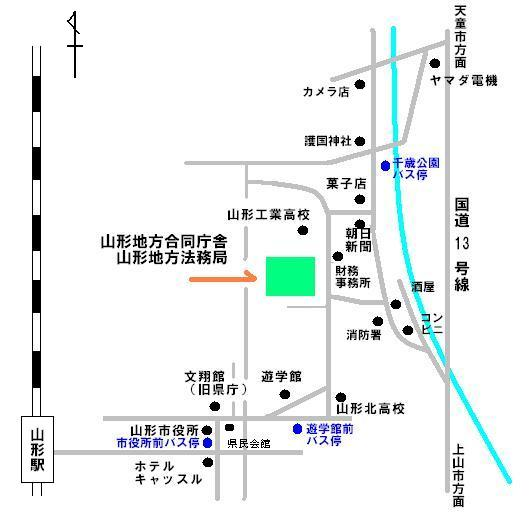 天童市方面
ヤマダ電機
カメラ店
護国神社
千歳公園
バス停
菓子店
国道 13 号線
山形工業高校
朝日
新聞
山形地方合同庁舎
山形地方法務局
財務
事務所
酒屋
コン
ビニ
消防署
文翔館
（旧県庁）
遊学館
山形北高校
山形市役所
市役所前バス停
県民会館
遊学館前
バス停
山形駅
ホテル
キャッスル
上山市方面